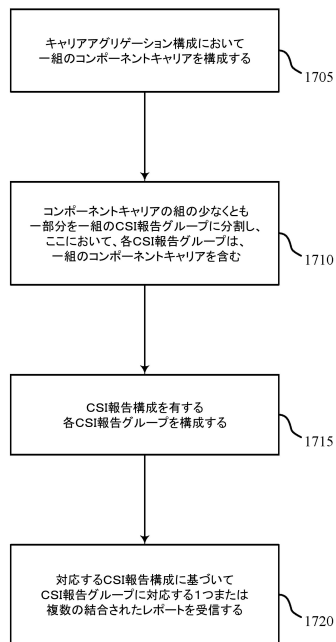 キャリアアグリゲーション構成において
一組のコンポーネントキャリアを構成する
1705
コンポーネントキャリアの組の少なくとも
一部分を一組のCSI報告グループに分割し、
ここにおいて、各CSI報告グループは、
一組のコンポーネントキャリアを含む
1710
CSI報告構成を有する
各CSI報告グループを構成する
1715
対応するCSI報告構成に基づいて
CSI報告グループに対応する1つまたは
複数の結合されたレポートを受信する
1720